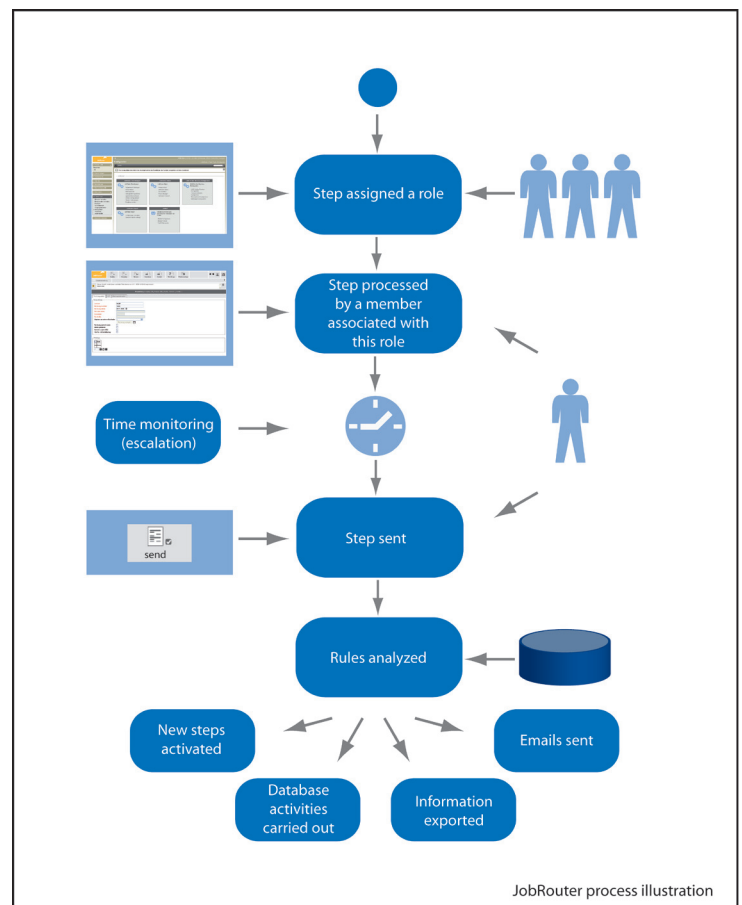 Step assigned a role
Step processed
by a member
associated with
this role
Time monitoring
(escalation)
send
Step sent
Rules analyzed
New steps
activated
Emails sent
Database
activities
carried out
Information
exported
JobRouter process illustration